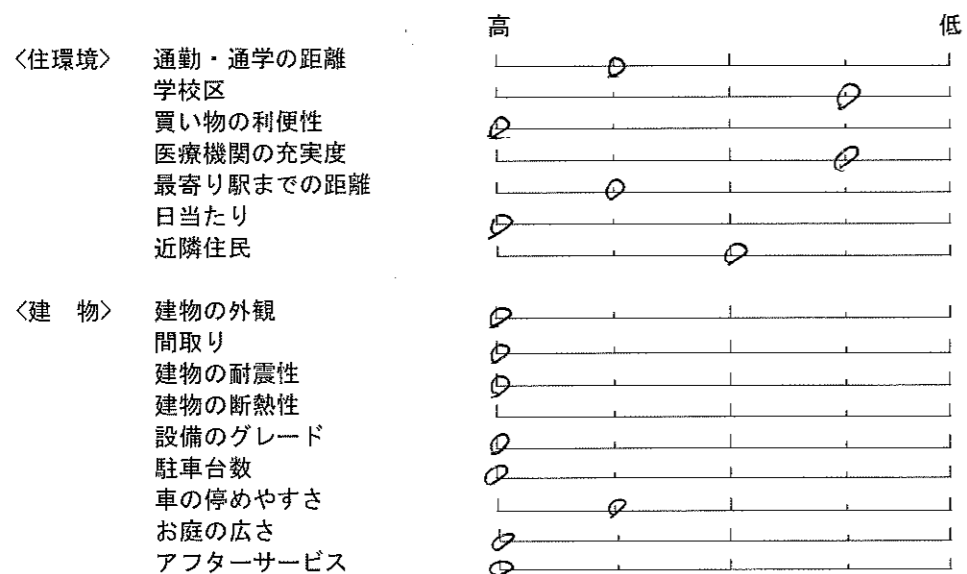 高 低
〈住環境〉 通勤・通学の距離
学校区
買い物の利便性
医療機関の充実度
最寄り駅までの距離
日当たり
近隣住民
〈建 物〉 建物の外観
間取り
建物の耐震性
建物の断熱性
設備のグレード
駐車台数
車の停めやすさ
お庭の広さ
アフターサービス